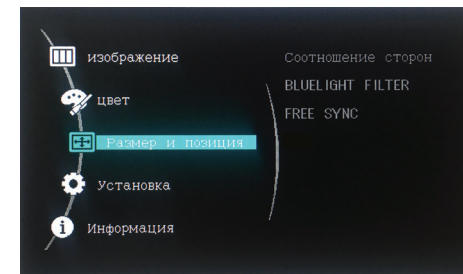 изображение
цвет
Размер и позиция
Установка
Информация
Соотношение сторон
BLUELIGHT FILTER
FREE SYNC